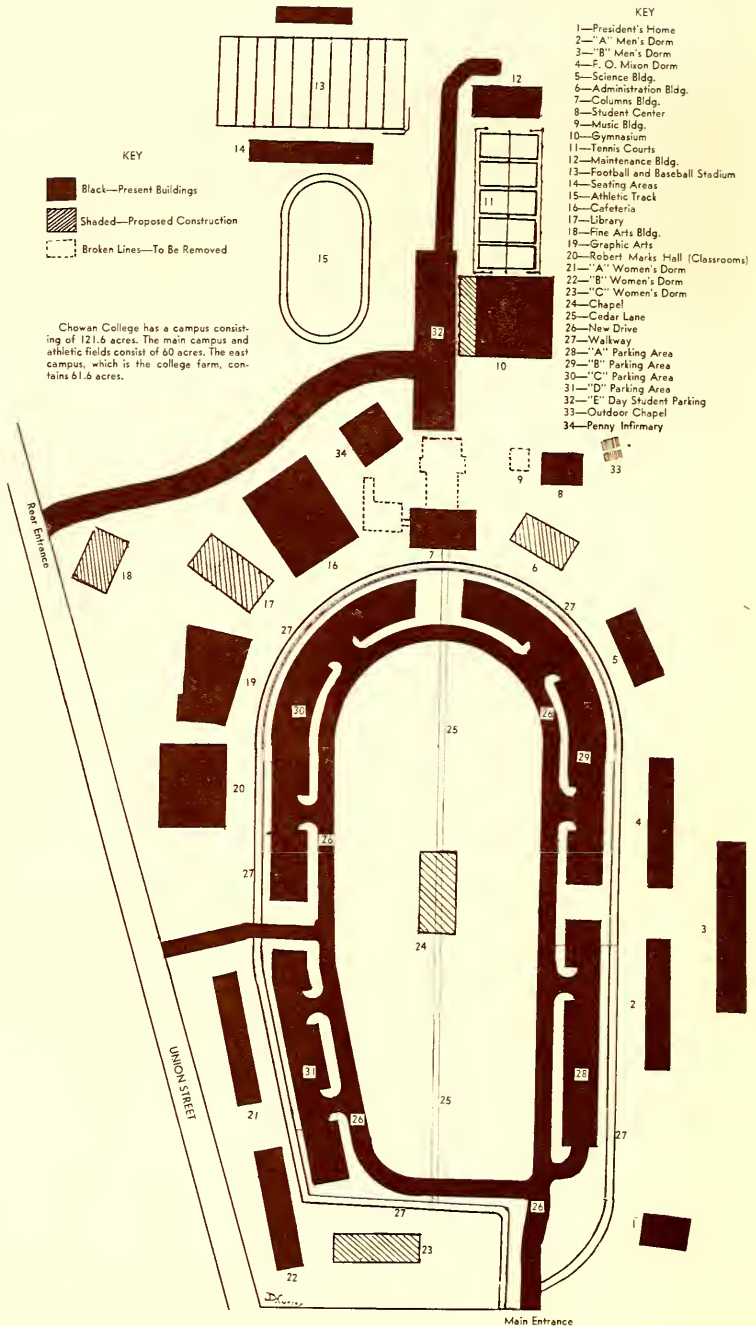 KEY
1—President's Home
2—"A" Men's Dorm
3—"B" Men's Dorm
4—F. O. Mixon Dorm
5—Science Bldg.
6—Administration Bldg.
7—Columns Bldg.
8—Student Center
9—Music Bldg.
10—Gymnasium
11—Tennis Courts
12—Maintenance Bldg.
13—Football and Baseball Stadium
14—Seating Areas
15—Athletic Track
16—Cafeteria
17—Library
18—Fine Arts Bldg.
19—Graphic Arts
20—Robert Marks Hall (Classrooms)
21—"A" Women's Dorm
22—"B" Women's Dorm
23—"C" Women's Dorm
24—Chapel
25—Cedar Lane
26—New Drive
27—Walkway
28—"A" Parking Area
29—"B" Parking Area
30—"C" Parking Area
31—"D" Parking Area
32—"E" Day Student Parking
33—Outdoor Chapel
34—Penny Infirmary
KEY
Black—Present Buildings
Shaded—Proposed Construction
Broken Lines—To Be Removed
Chowan College has a campus consist-
ing of 121.6 acres. The main campus and
athletic fields consist of 60 acres. The east
campus, which is the college farm, con-
tains 61.6 acres.
13
12
14
11
15
32
10
34
9
8
33
Rear Entrance
7
6
16
18
17
27
27
5
19
30
25
26
29
20
4
26
27
3
24
2
UNION STREET
31
28
21
26
25
27
26
27
1
23
22
Main Entrance